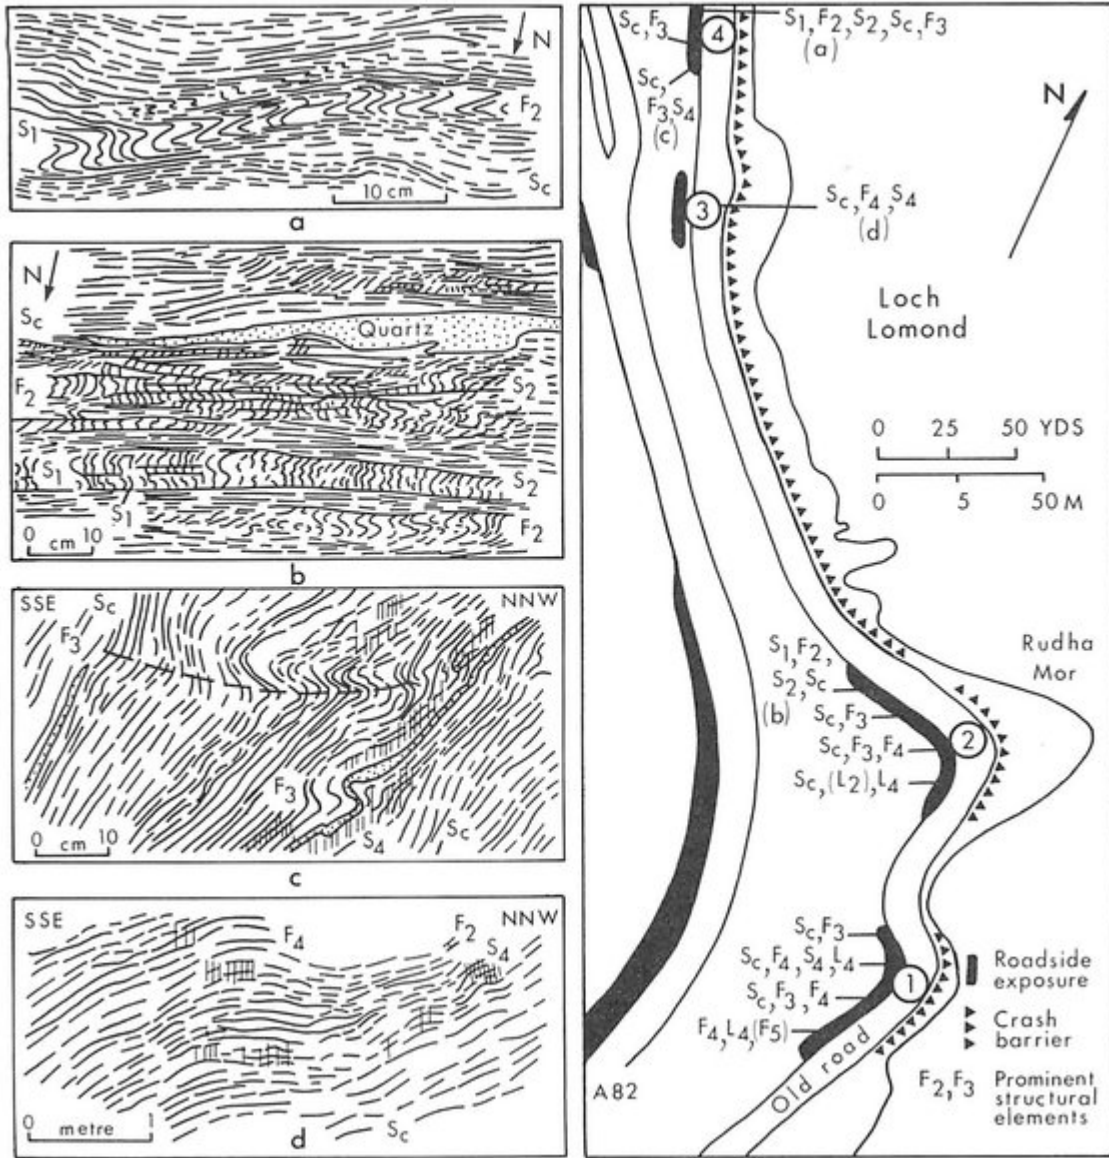 N
S1
F2
Sc
10 cm
a
N
Sc
Quartz
F2
S2
S1
S2
S1
F2
0 cm 10
b
SSE
NNW
Sc
F3
F3
S4
Sc
0 cm 10
c
SSE
NNW
F4
F2
S4
0 metre 1
Sc
d
Sc,F3
4
S1,F2,S2,Sc,F3
(a)
Sc,
F3,S4
(c)
N
3
Sc,F4,S4
(d)
Loch
Lomond
0 25 50 YDS
0 5 50 M
Rudha
Mor
S1,F2,
S2,Sc
(b)
Sc,F3
2
Sc,F3,F4
Sc,(L2),L4
Sc,F3
Sc,F4,S4,L4
1
Sc,F3,F4
F4,L4,(F5)
A82
Old road
Roadside
exposure
Crash
barrier
F2,F3 Prominent
structural
elements